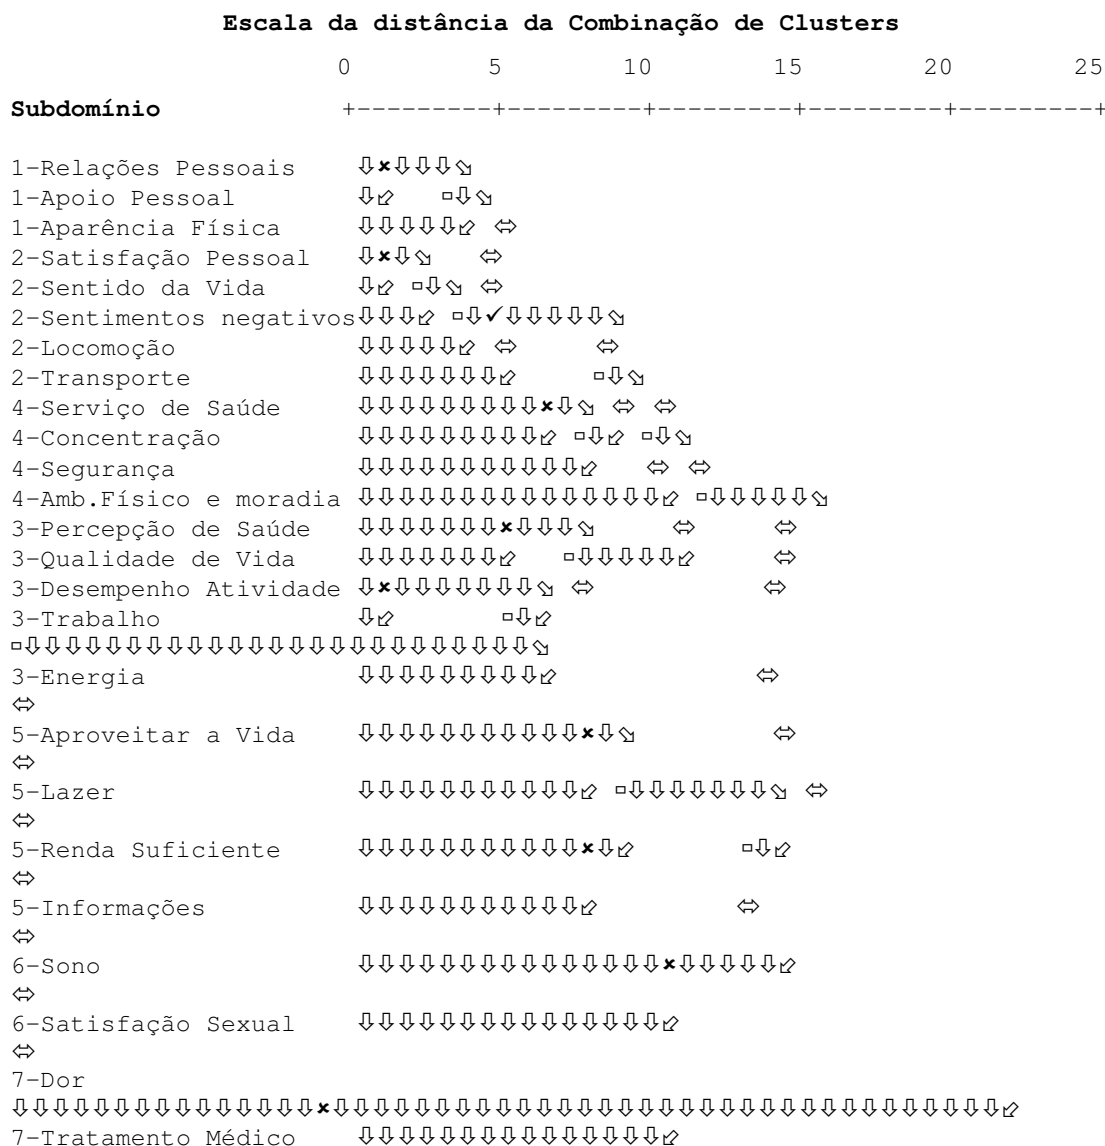 Escala da distância da Combinação de Clusters
0 5 10 15 20 25
Subdomínio +---------+---------+---------+---------+---------+
1-Relações Pessoais ⇩×⇩⇩⇩⬂
1-Apoio Pessoal ⇩⬃ ▫⇩⬂
1-Aparência Física ⇩⇩⇩⇩⇩⬃ ⇔
2-Satisfação Pessoal ⇩×⇩⬂ ⇔
2-Sentido da Vida ⇩⬃ ▫⇩⬂ ⇔
2-Sentimentos negativos⇩⇩⇩⬃ ▫⇩✓⇩⇩⇩⇩⇩⬂
2-Locomoção ⇩⇩⇩⇩⇩⬃ ⇔ ⇔
2-Transporte ⇩⇩⇩⇩⇩⇩⇩⬃ ▫⇩⬂
4-Serviço de Saúde ⇩⇩⇩⇩⇩⇩⇩⇩⇩×⇩⬂ ⇔ ⇔
4-Concentração ⇩⇩⇩⇩⇩⇩⇩⇩⇩⬃ ▫⇩⬃ ▫⇩⬂
4-Segurança ⇩⇩⇩⇩⇩⇩⇩⇩⇩⇩⇩⬃ ⇔ ⇔
4-Amb.Físico e moradia ⇩⇩⇩⇩⇩⇩⇩⇩⇩⇩⇩⇩⇩⇩⇩⬃ ▫⇩⇩⇩⇩⇩⬂
3-Percepção de Saúde ⇩⇩⇩⇩⇩⇩⇩×⇩⇩⇩⬂ ⇔ ⇔
3-Qualidade de Vida ⇩⇩⇩⇩⇩⇩⇩⬃ ▫⇩⇩⇩⇩⇩⬃ ⇔
3-Desempenho Atividade ⇩×⇩⇩⇩⇩⇩⇩⇩⬂ ⇔ ⇔
3-Trabalho ⇩⬃ ▫⇩⬃
▫⇩⇩⇩⇩⇩⇩⇩⇩⇩⇩⇩⇩⇩⇩⇩⇩⇩⇩⇩⇩⇩⇩⇩⇩⇩⬂
3-Energia ⇩⇩⇩⇩⇩⇩⇩⇩⇩⬃ ⇔
⇔
5-Aproveitar a Vida ⇩⇩⇩⇩⇩⇩⇩⇩⇩⇩⇩×⇩⬂ ⇔
⇔
5-Lazer ⇩⇩⇩⇩⇩⇩⇩⇩⇩⇩⇩⬃ ▫⇩⇩⇩⇩⇩⇩⇩⬂ ⇔
⇔
5-Renda Suficiente ⇩⇩⇩⇩⇩⇩⇩⇩⇩⇩⇩×⇩⬃ ▫⇩⬃
⇔
5-Informações ⇩⇩⇩⇩⇩⇩⇩⇩⇩⇩⇩⬃ ⇔
⇔
6-Sono ⇩⇩⇩⇩⇩⇩⇩⇩⇩⇩⇩⇩⇩⇩⇩×⇩⇩⇩⇩⇩⬃
⇔
6-Satisfação Sexual ⇩⇩⇩⇩⇩⇩⇩⇩⇩⇩⇩⇩⇩⇩⇩⬃
⇔
7-Dor
⇩⇩⇩⇩⇩⇩⇩⇩⇩⇩⇩⇩⇩⇩⇩×⇩⇩⇩⇩⇩⇩⇩⇩⇩⇩⇩⇩⇩⇩⇩⇩⇩⇩⇩⇩⇩⇩⇩⇩⇩⇩⇩⇩⇩⇩⇩⇩⇩⬃
7-Tratamento Médico ⇩⇩⇩⇩⇩⇩⇩⇩⇩⇩⇩⇩⇩⇩⇩⬃